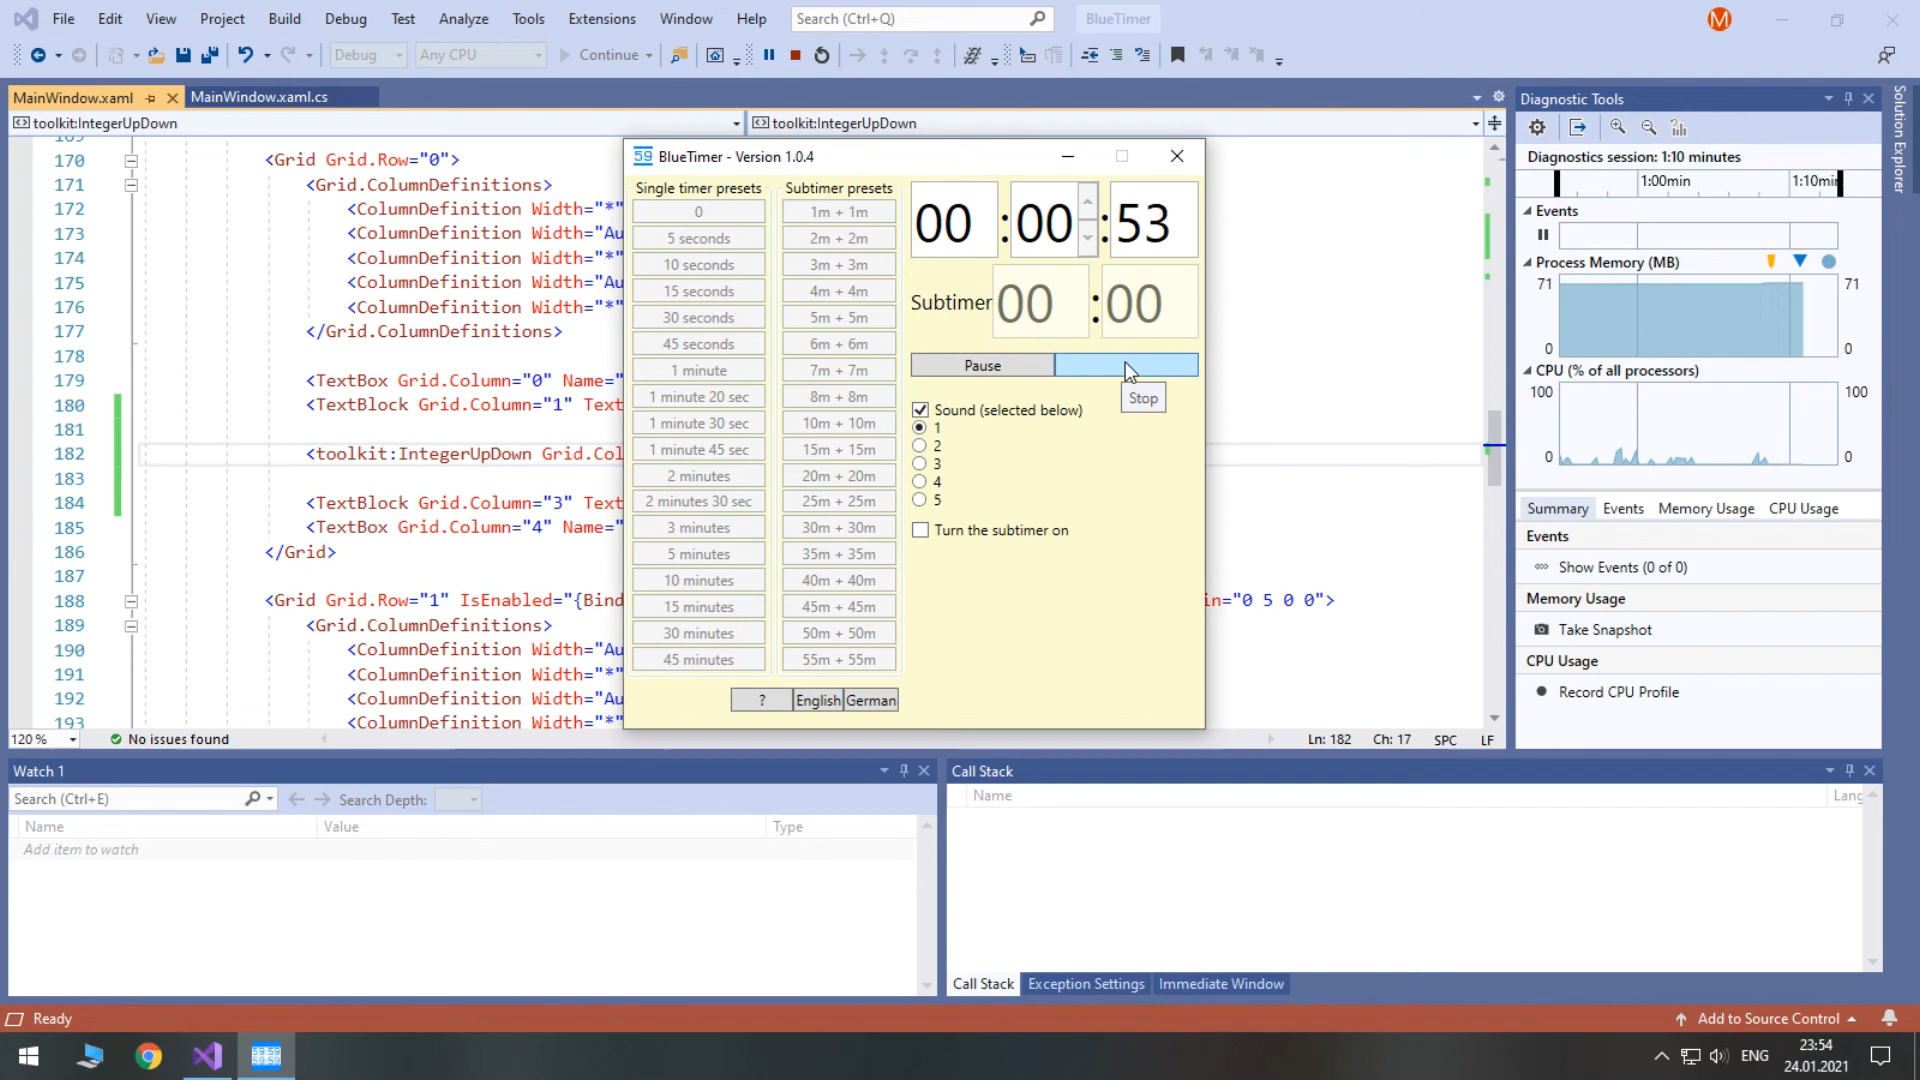 File Edit View Project Build Debug Test Analyze Tools Extensions Window Help Search (Ctrl+Q) BlueTimer M
Debug Any CPU Continue
MainWindow.xaml MainWindow.xaml.cs
toolkit:IntegerUpDown toolkit:IntegerUpDown
170 <Grid Grid.Row="0">
171 <Grid.ColumnDefinitions>
172 <ColumnDefinition Width="*"
173 <ColumnDefinition Width="Au
174 <ColumnDefinition Width="*"
175 <ColumnDefinition Width="Au
176 <ColumnDefinition Width="*"
177 </Grid.ColumnDefinitions>
178
179 <TextBox Grid.Column="0" Name="
180 <TextBlock Grid.Column="1" Text
181
182 <toolkit:IntegerUpDown Grid.Col
183
184 <TextBlock Grid.Column="3" Text
185 <TextBox Grid.Column="4" Name="
186 </Grid>
187
188 <Grid Grid.Row="1" IsEnabled="{Bind in="0 5 0 0">
189 <Grid.ColumnDefinitions>
190 <ColumnDefinition Width="Au
191 <ColumnDefinition Width="*"
192 <ColumnDefinition Width="Au
193 <ColumnDefinition Width="*"
120 % No issues found Ln: 182 Ch: 17 SPC LF
59 BlueTimer - Version 1.0.4
Single timer presets
0
5 seconds
10 seconds
15 seconds
30 seconds
45 seconds
1 minute
1 minute 20 sec
1 minute 30 sec
1 minute 45 sec
2 minutes
2 minutes 30 sec
3 minutes
5 minutes
10 minutes
15 minutes
30 minutes
45 minutes
Subtimer presets
1m + 1m
2m + 2m
3m + 3m
4m + 4m
5m + 5m
6m + 6m
7m + 7m
8m + 8m
10m + 10m
15m + 15m
20m + 20m
25m + 25m
30m + 30m
35m + 35m
40m + 40m
45m + 45m
50m + 50m
55m + 55m
? English German
00 :00 :53
Subtimer 00 :00
Pause
Stop
Sound (selected below)
1
2
3
4
5
Turn the subtimer on
Diagnostic Tools
Diagnostics session: 1:10 minutes
1:00min 1:10min
Events
Process Memory (MB)
71 71
0 0
CPU (% of all processors)
100 100
0 0
Summary Events Memory Usage CPU Usage
Events
Show Events (0 of 0)
Memory Usage
Take Snapshot
CPU Usage
Record CPU Profile
Solution Explorer
Watch 1
Search (Ctrl+E) Search Depth:
Name Value Type
Add item to watch
Call Stack
Name Lang
Call Stack Exception Settings Immediate Window
Ready Add to Source Control
ENG 23:54
24.01.2021